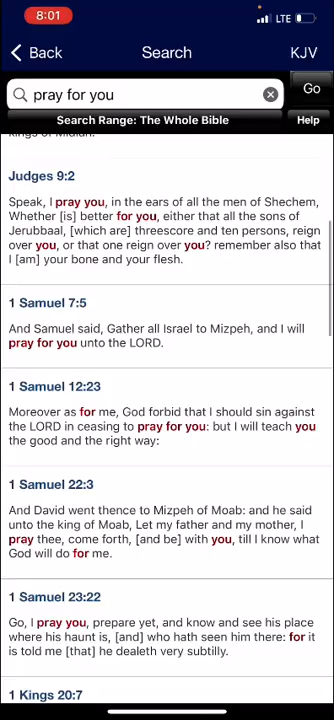 8:01
LTE
Back
Search
KJV
pray for you
Go
Search Range: The Whole Bible
Help
Kings of Midian.
Judges 9:2
Speak, I pray you, in the ears of all the men of Shechem,
Whether [is] better for you, either that all the sons of
Jerubbaal, [which are] threescore and ten persons, reign
over you, or that one reign over you? remember also that
I [am] your bone and your flesh.
1 Samuel 7:5
And Samuel said, Gather all Israel to Mizpeh, and I will
pray for you unto the LORD.
1 Samuel 12:23
Moreover as for me, God forbid that I should sin against
the LORD in ceasing to pray for you: but I will teach you
the good and the right way:
1 Samuel 22:3
And David went thence to Mizpeh of Moab: and he said
unto the king of Moab, Let my father and my mother, I
pray thee, come forth, [and be] with you, till I know what
God will do for me.
1 Samuel 23:22
Go, I pray you, prepare yet, and know and see his place
where his haunt is, [and] who hath seen him there: for it
is told me [that] he dealeth very subtilly.
1 Kings 20:7